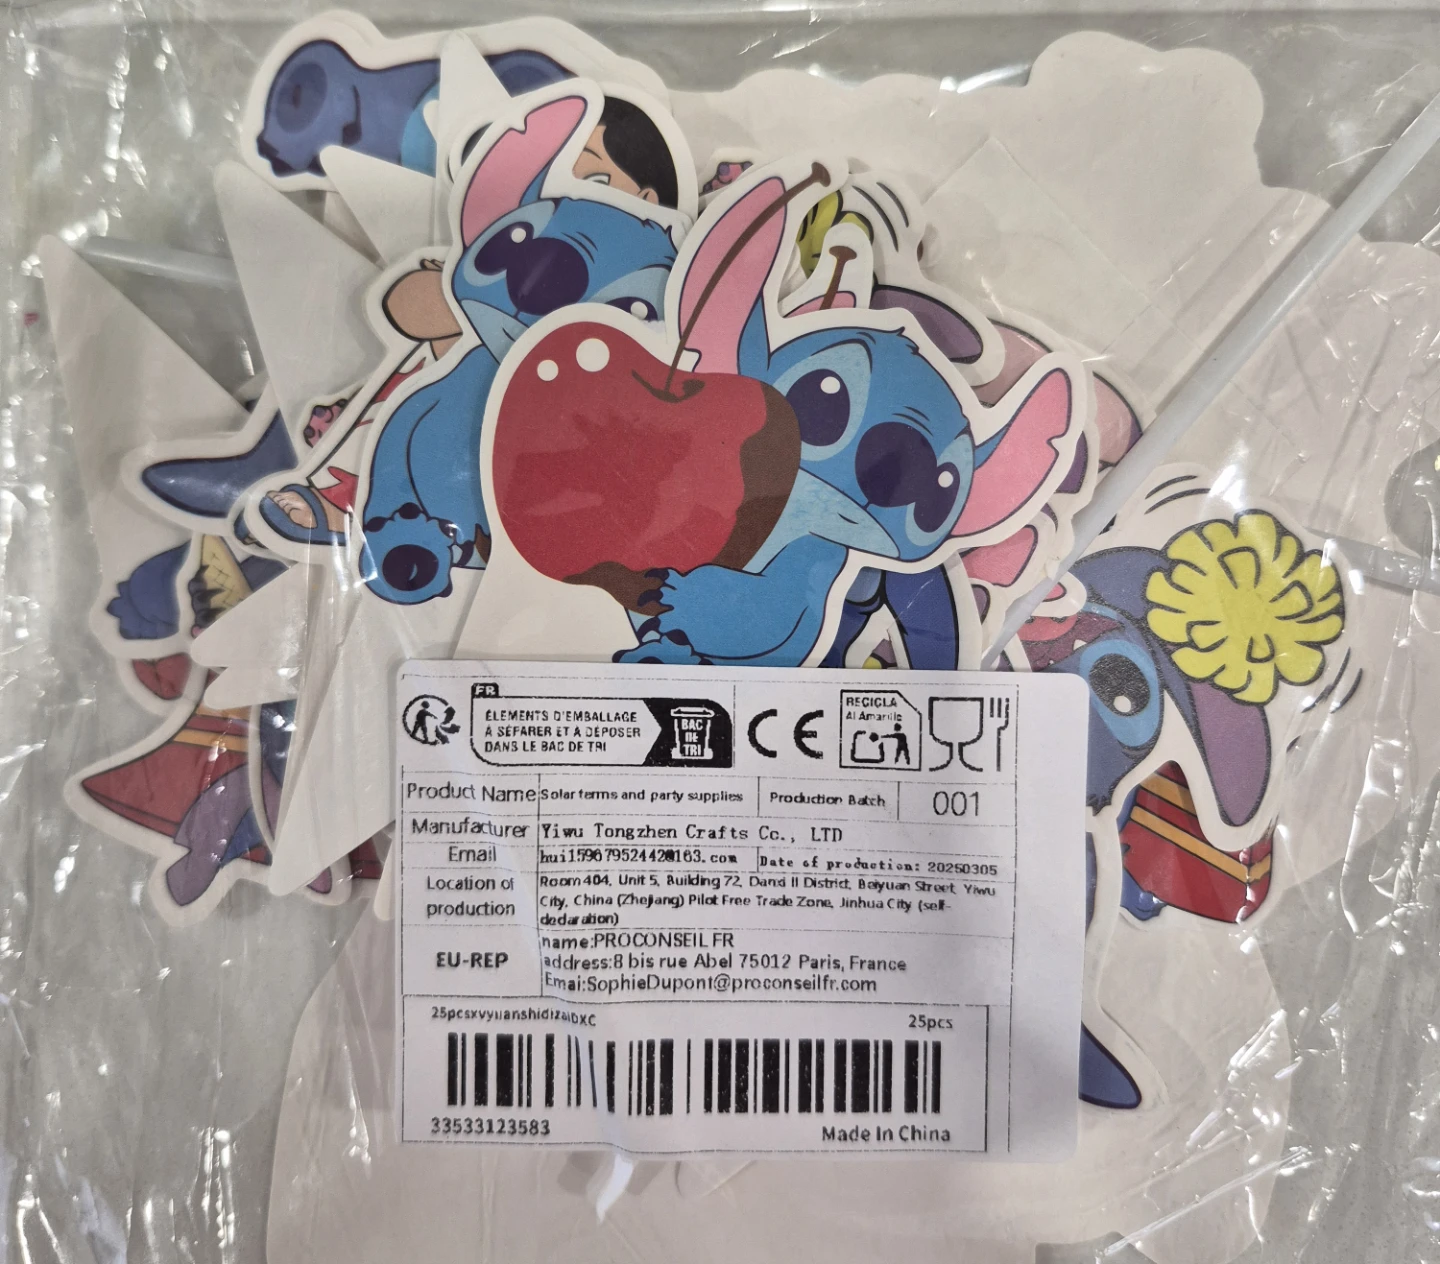 FR
ÉLÉMENTS D'EMBALLAGE
À SÉPARER ET À DÉPOSER
DANS LE BAC DE TRI
BAC
DE
TRI
CE
RECICLA
Al Amarillo
Product Name Solar terms and party supplies Production Batch 001
Manufacturer Yiwu Tongzhen Crafts Co., LTD
Email hui15967952442@163.com Date of production: 20250305
Location of production
Room 404, Unit 5, Building 72, Danxi II District, Beiyuan Street, Yiwu
City, China (Zhejiang) Pilot Free Trade Zone, Jinhua City (self-
declaration)
EU-REP
name:PROCONSEIL FR
address:8 bis rue Abel 75012 Paris, France
Emai:SophieDupont@proconseilfr.com
25pcs
33533123583
Made In China